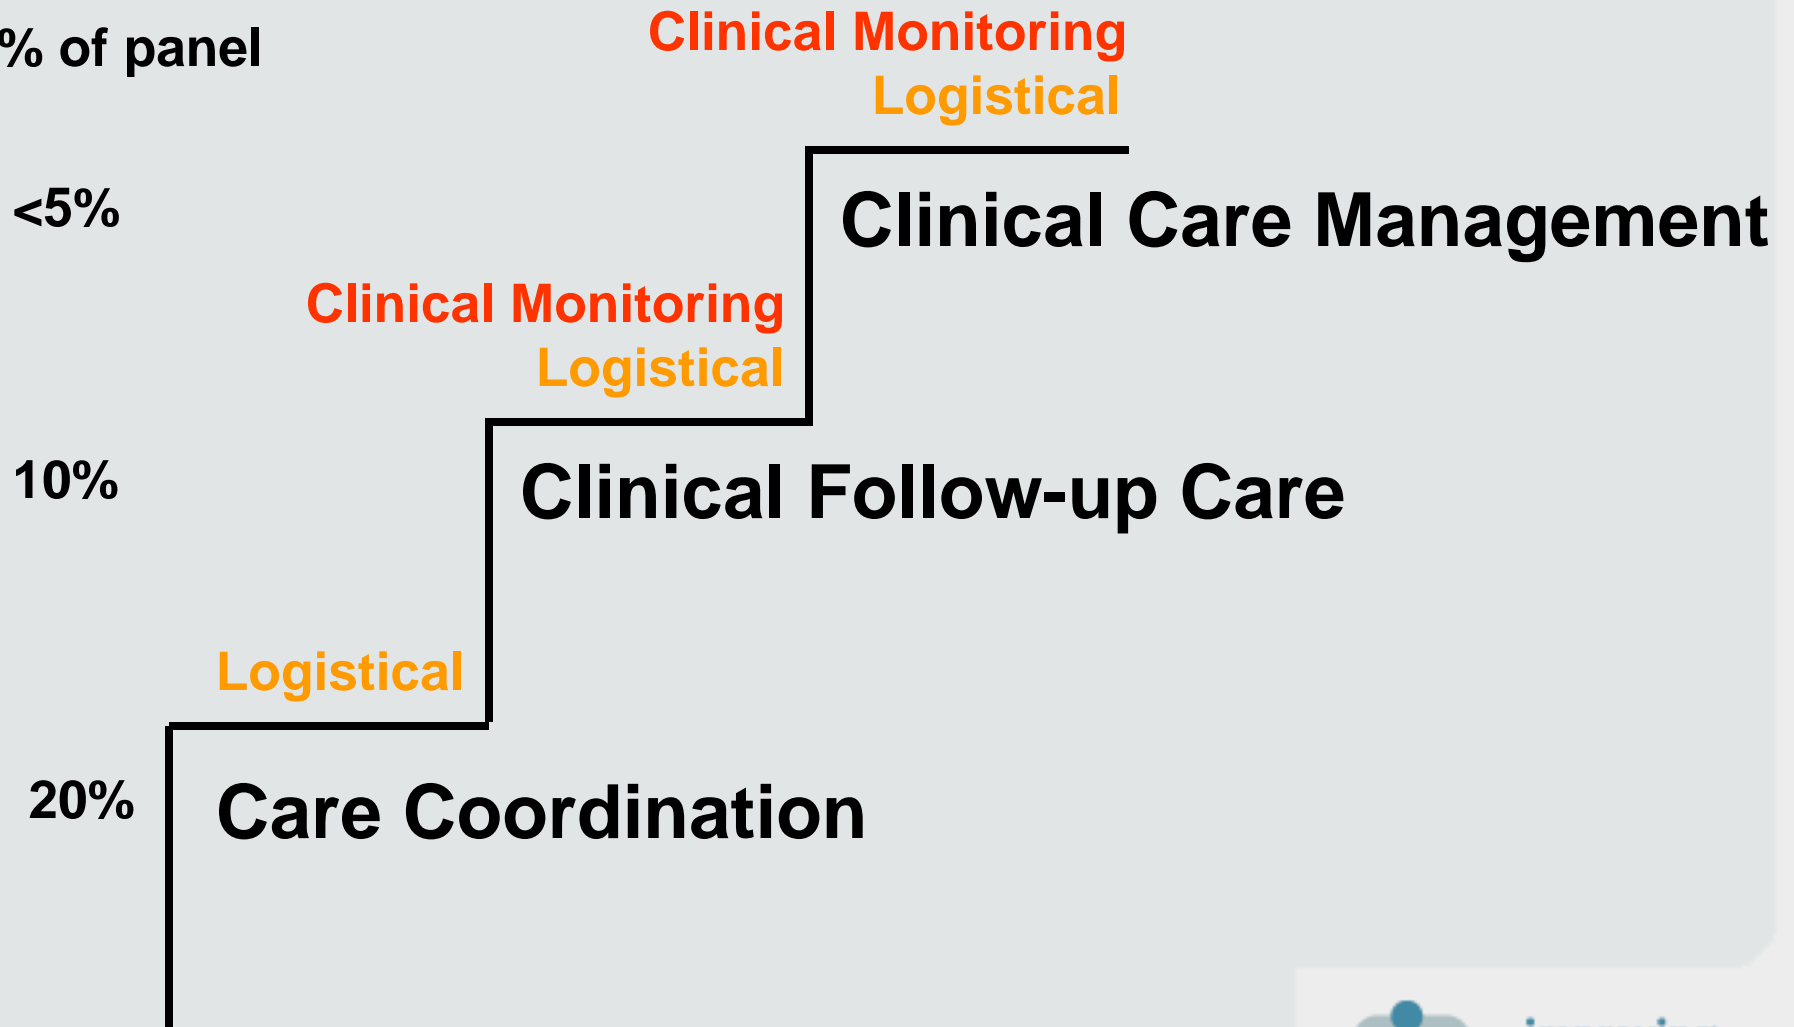 % of panel
Clinical Monitoring
Logistical
<5%
Clinical Care Management
Clinical Monitoring
Logistical
10%
Clinical Follow-up Care
Logistical
20%
Care Coordination